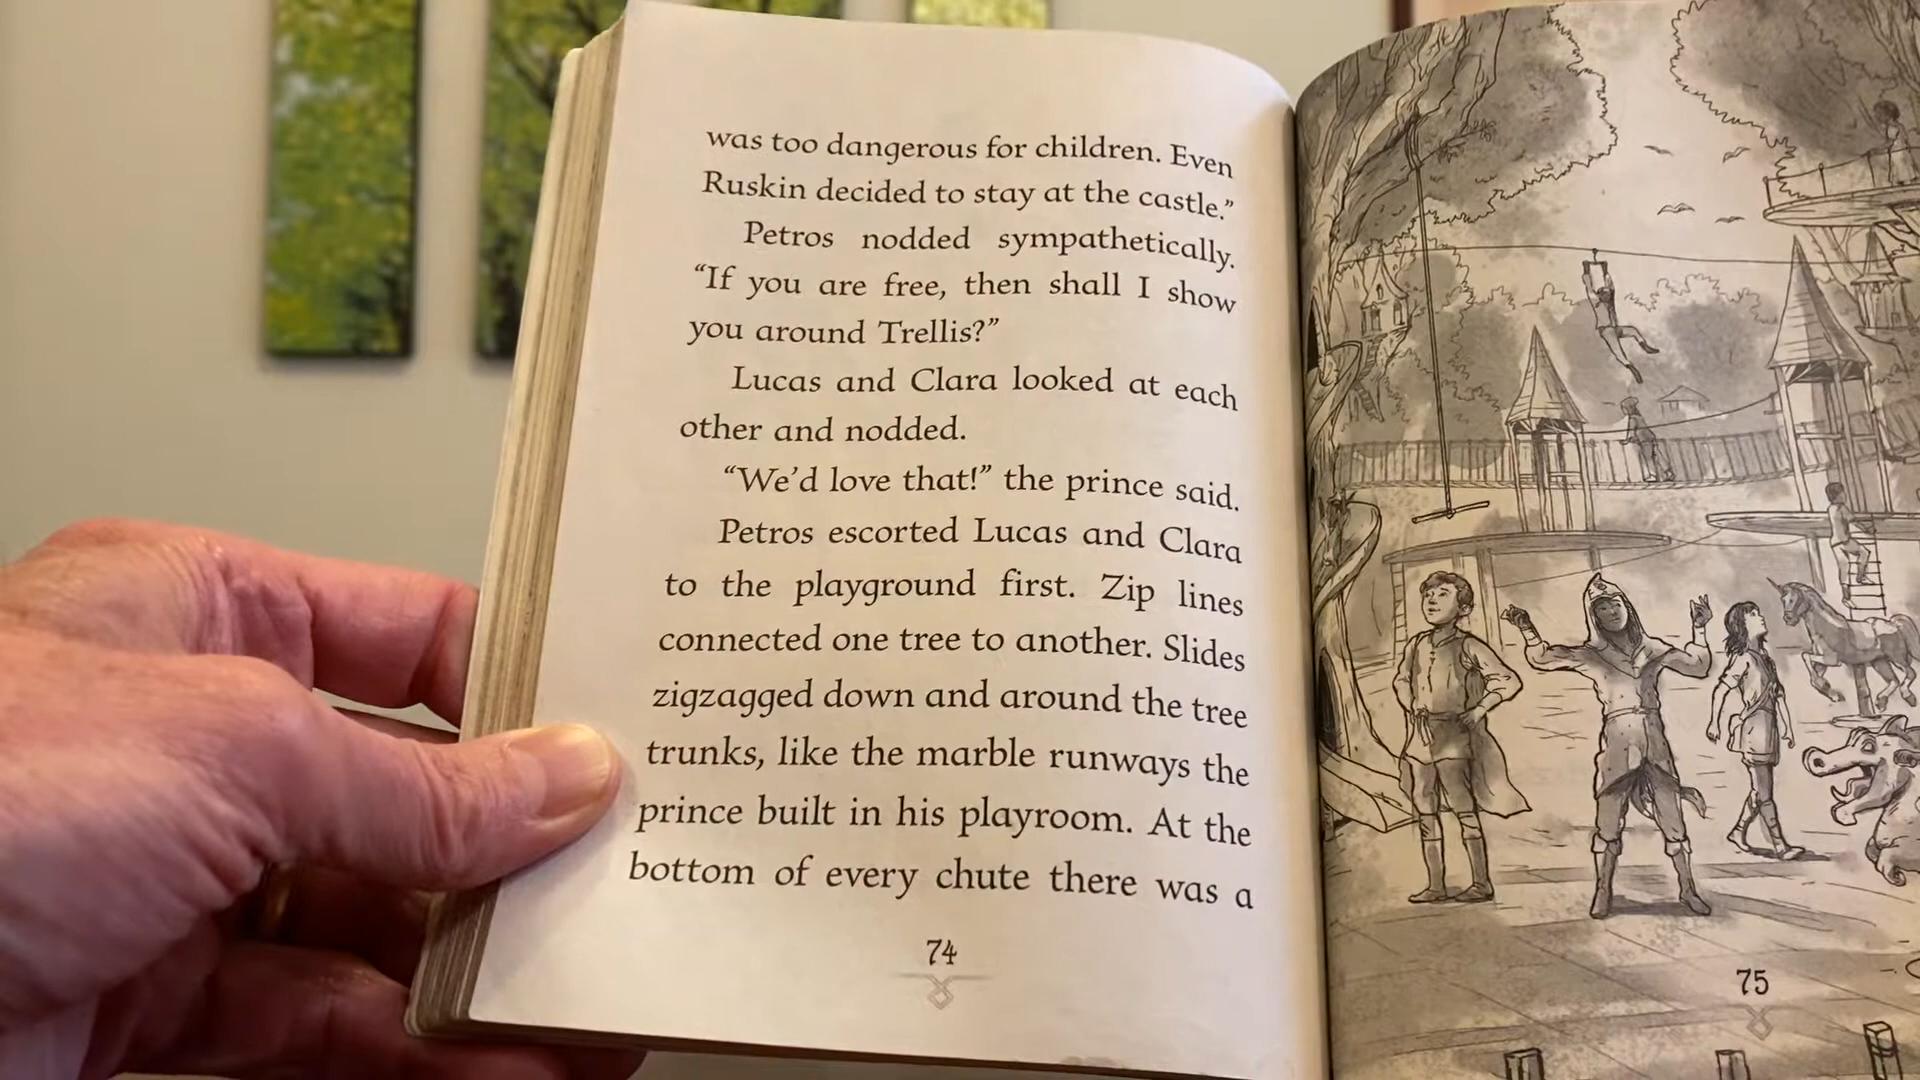 was too dangerous for children. Even
Ruskin decided to stay at the castle.”
Petros nodded sympathetically.
“If you are free, then shall I show
you around Trellis?”
Lucas and Clara looked at each
other and nodded.
“We’d love that!” the prince said.
Petros escorted Lucas and Clara
to the playground first. Zip lines
connected one tree to another. Slides
zigzagged down and around the tree
trunks, like the marble runways the
prince built in his playroom. At the
bottom of every chute there was a
74
75